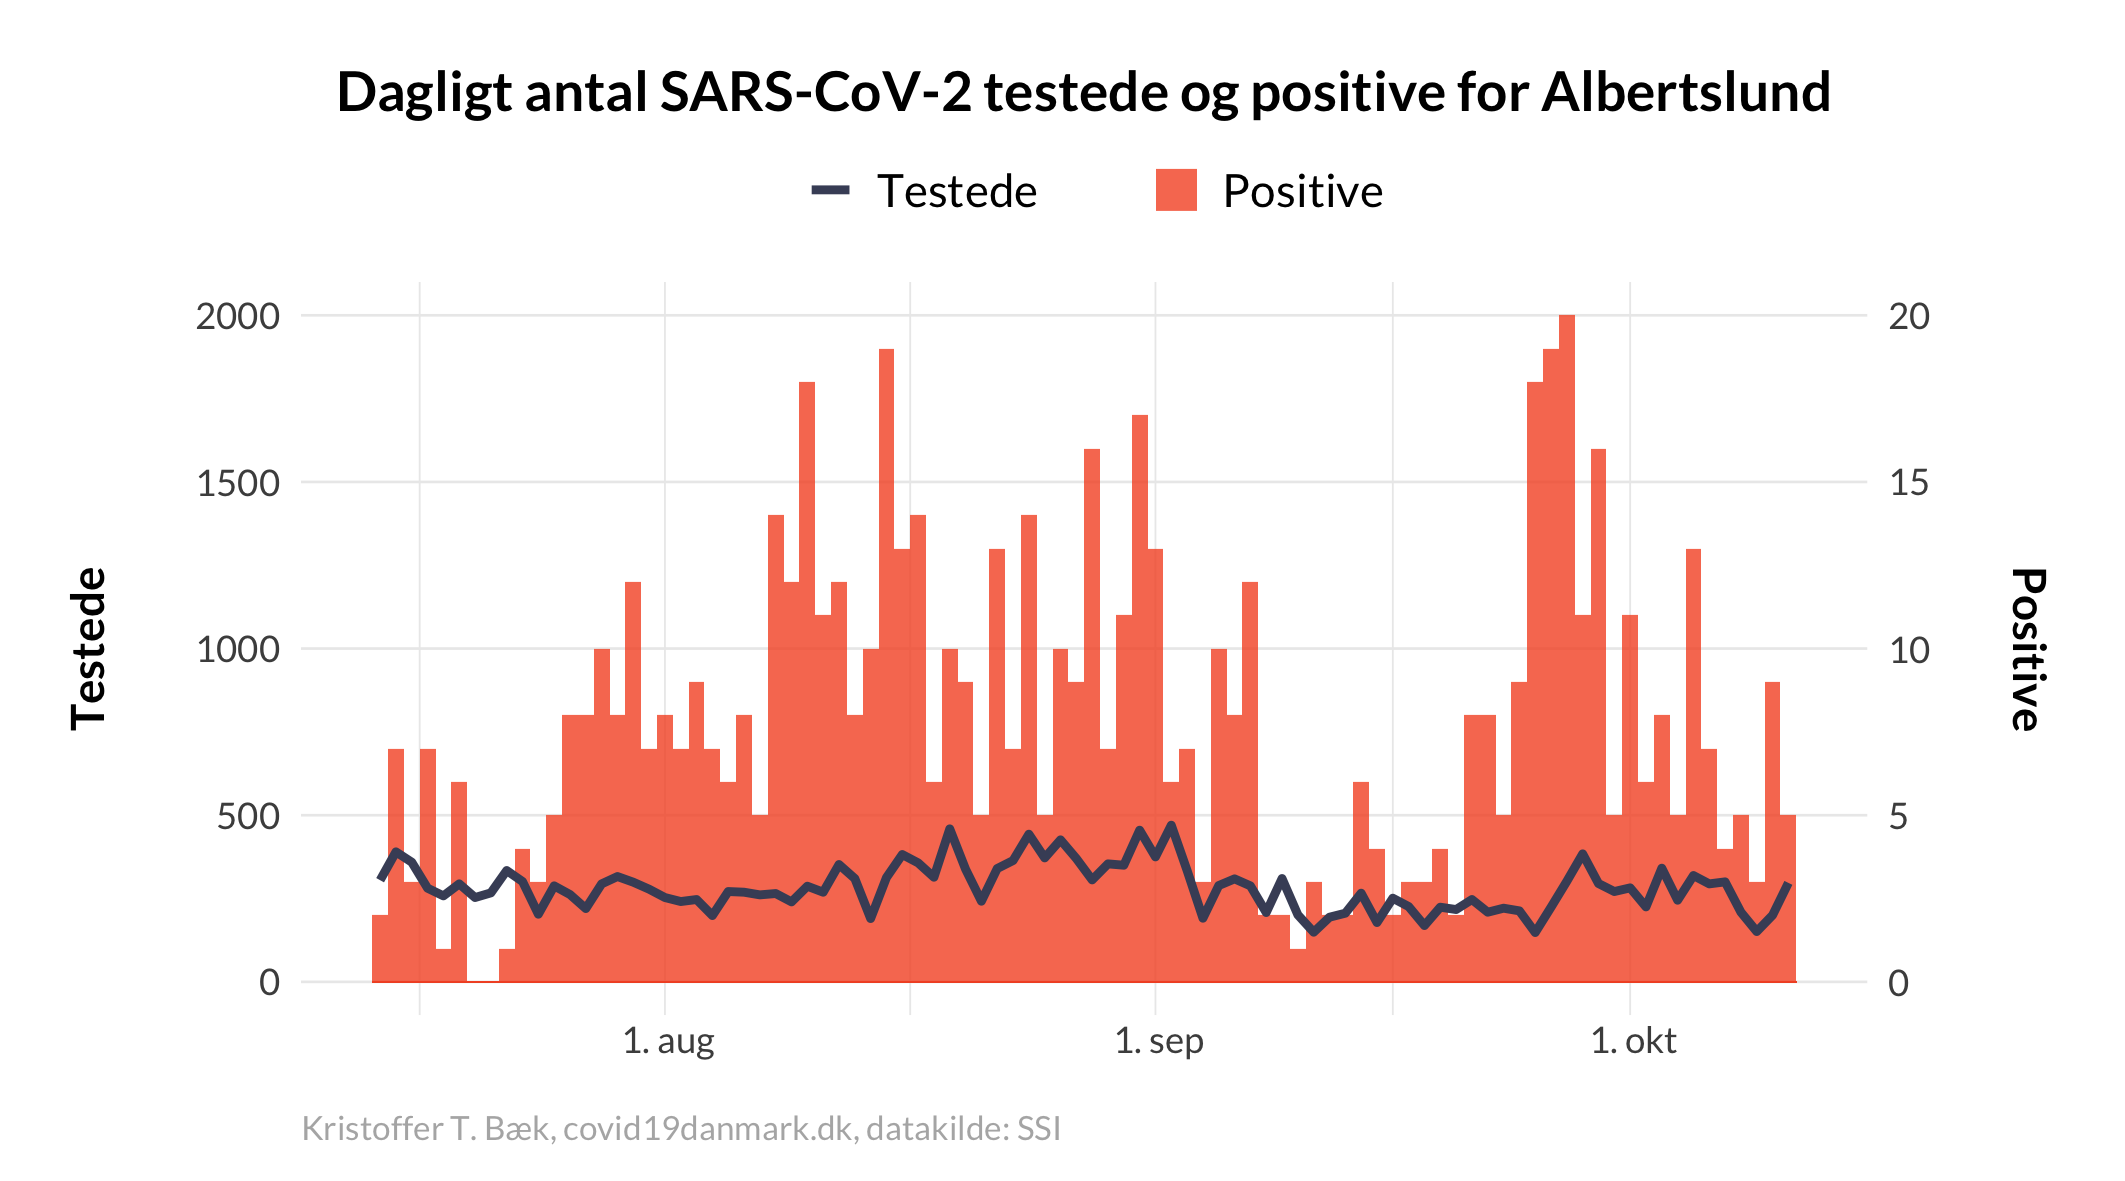 Dagligt antal SARS-CoV-2 testede og positive for Albertslund
Testede
Positive
2000
1500
1000
500
0
20
15
10
5
0
Testede
Positive
1. aug
1. sep
1. okt
Kristoffer T. Bæk, covid19danmark.dk, datakilde: SSI